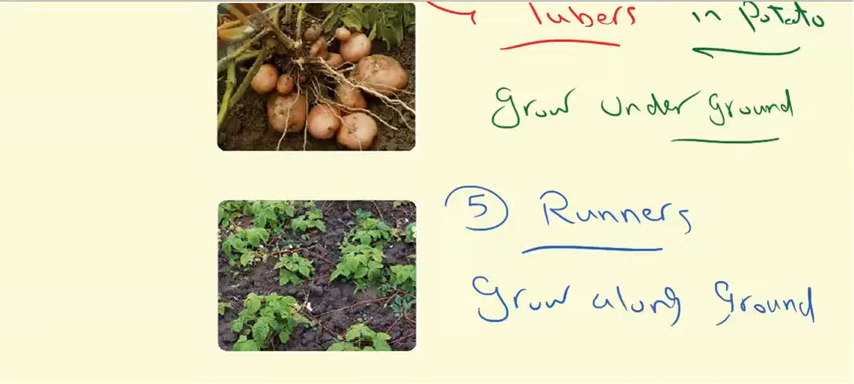 Tubers in Potato
Grow under ground
5 Runners
Grow along ground